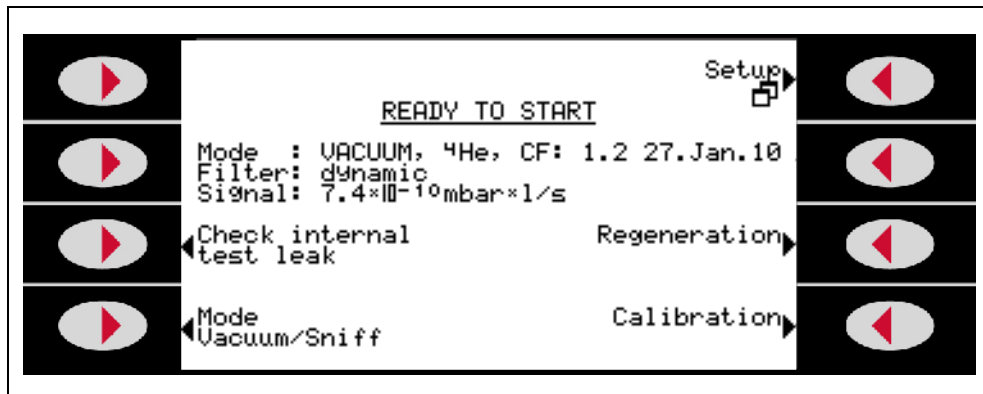 Setup
READY TO START
Mode : VACUUM, ⁴He, CF: 1.2 27.Jan.10
Filter: dynamic
Signal: 7.4×10⁻¹⁰mbar×l/s
Check internal
test leak
Regeneration
Mode
Vacuum/Sniff
Calibration